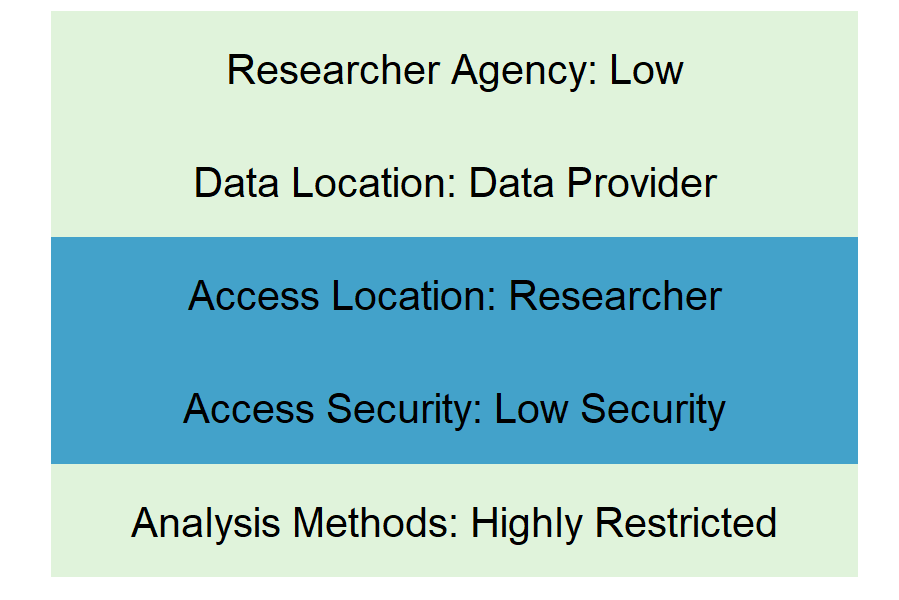 Researcher Agency: Low
Data Location: Data Provider
Access Location: Researcher
Access Security: Low Security
Analysis Methods: Highly Restricted